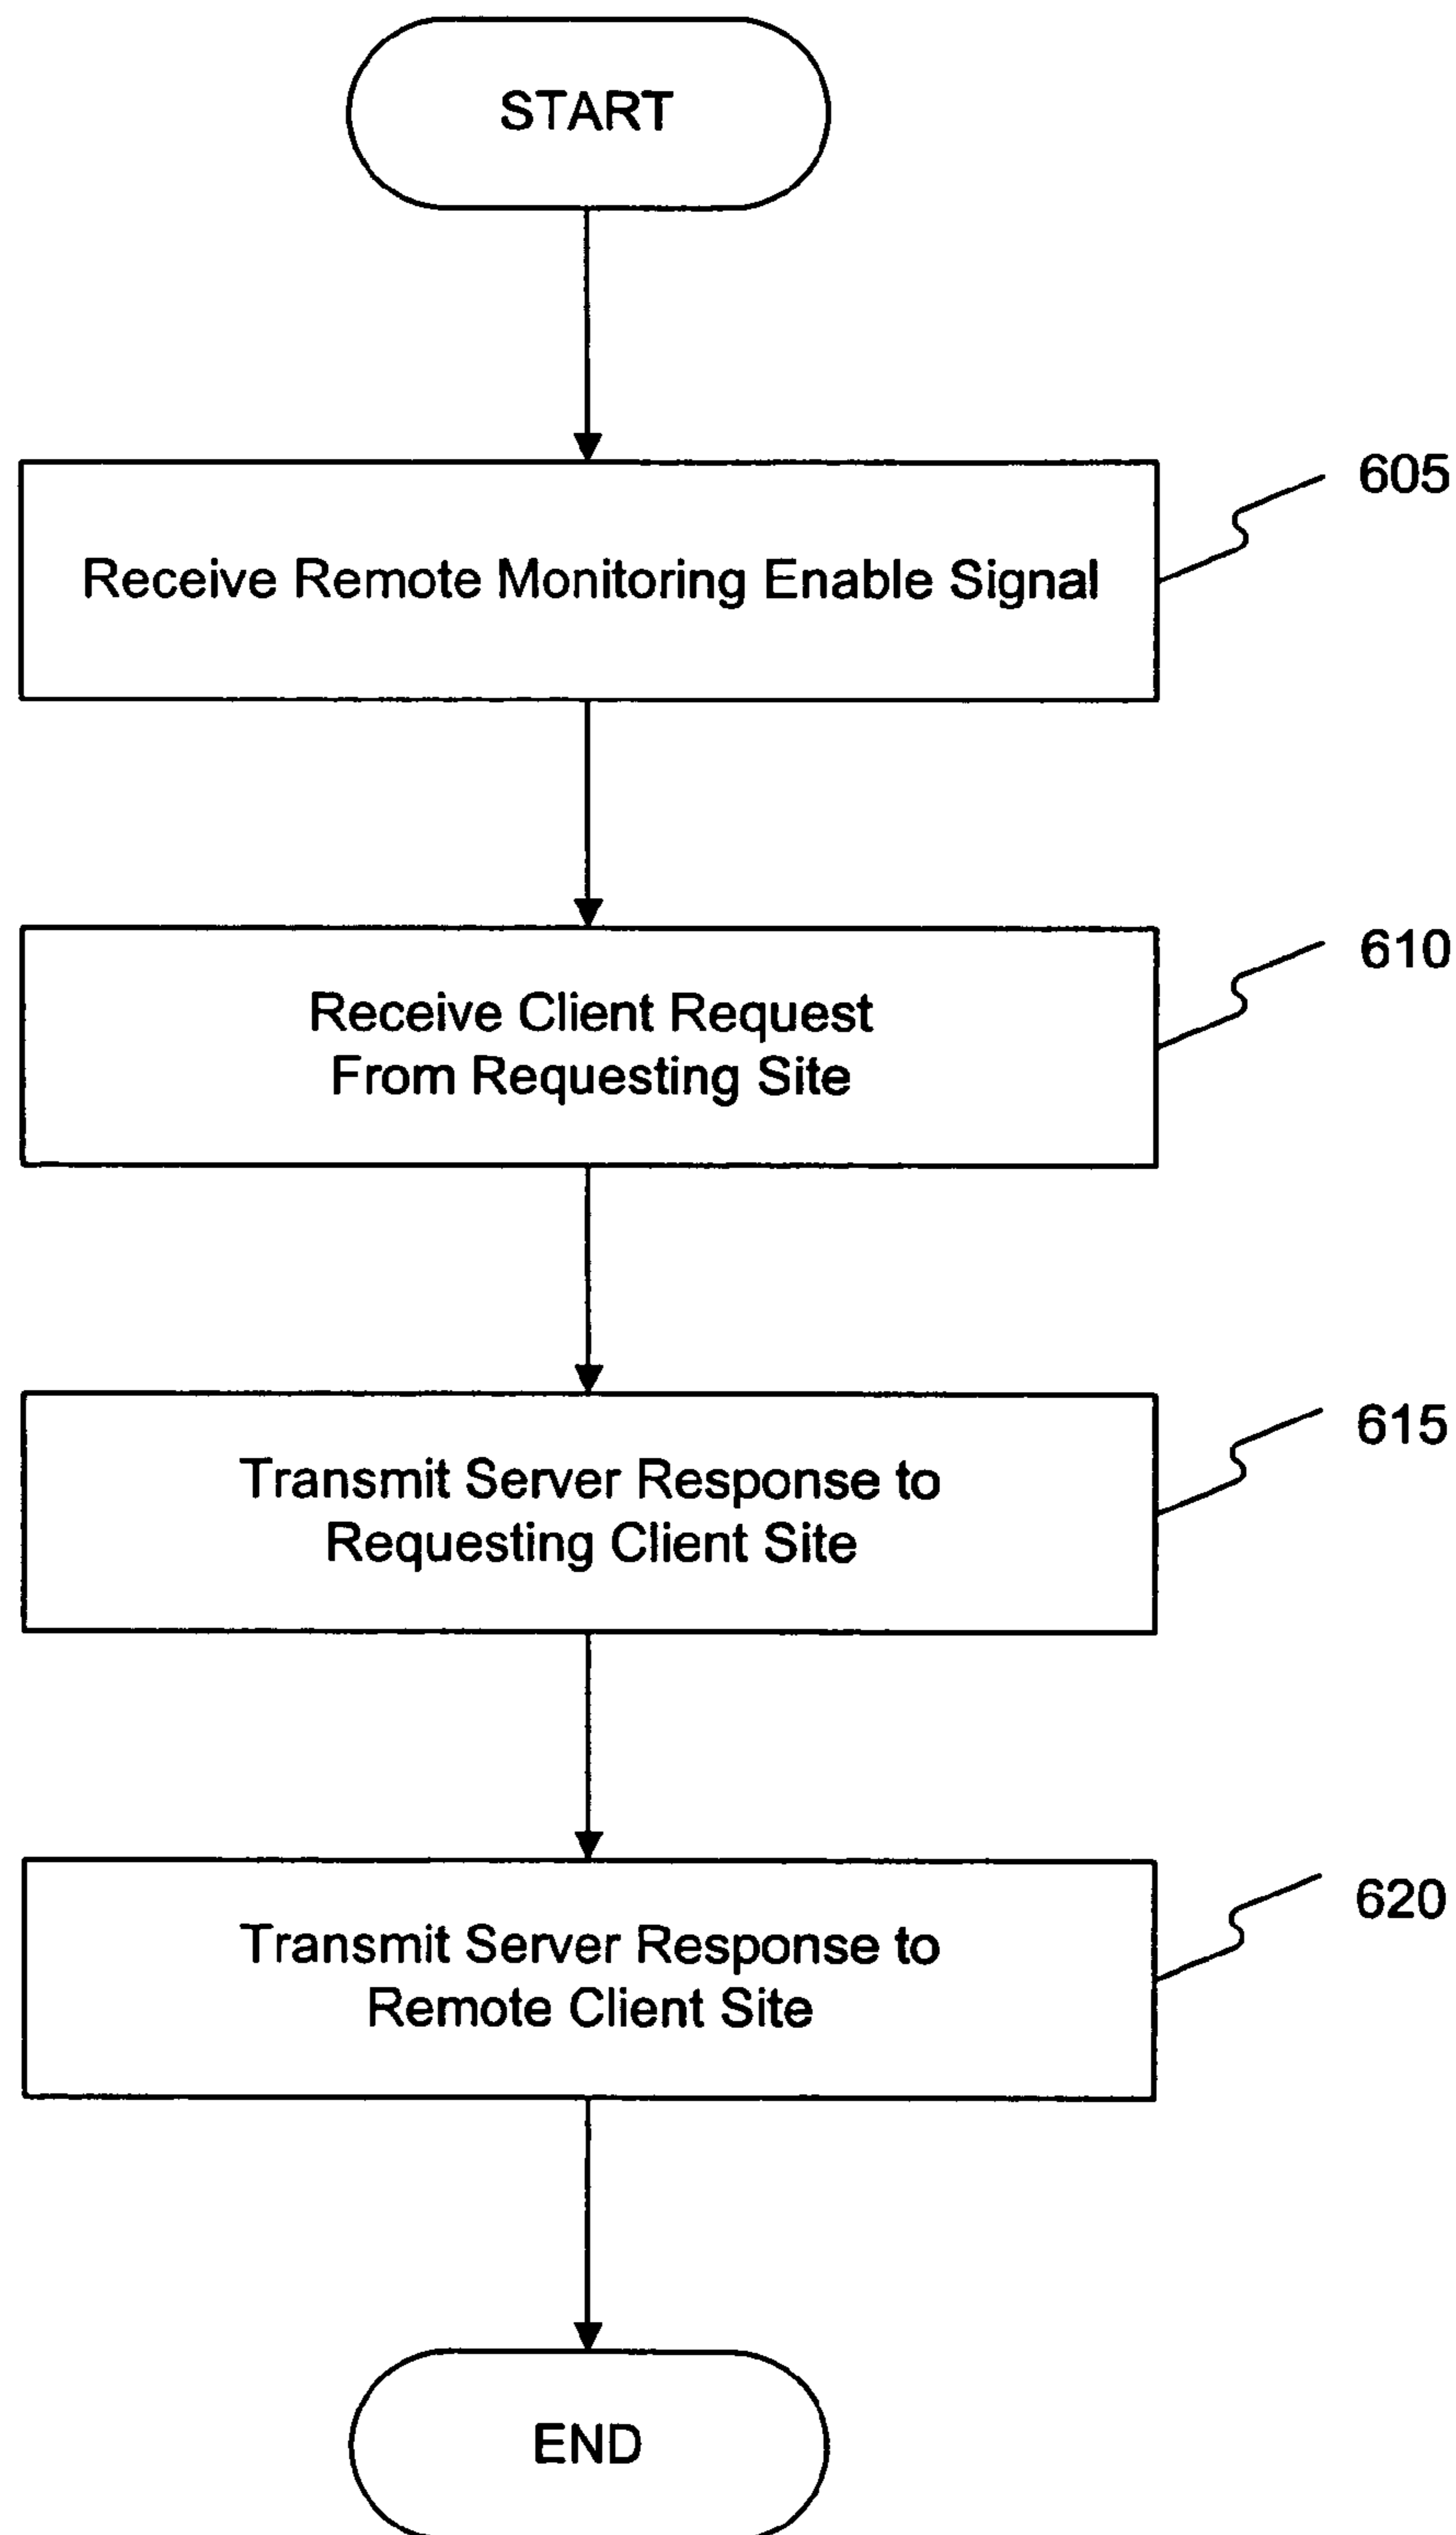 START
605
Receive Remote Monitoring Enable Signal
610
Receive Client Request
From Requesting Site
615
Transmit Server Response to
Requesting Client Site
620
Transmit Server Response to
Remote Client Site
END